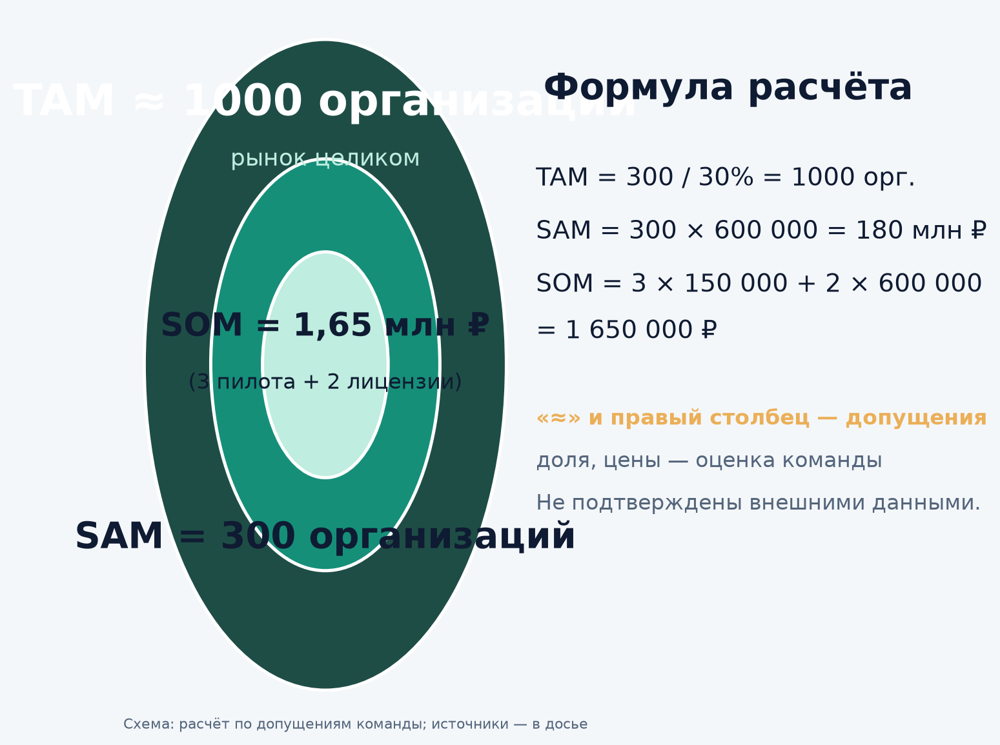 TAM ≈ 1000 организаций
рынок целиком
SOM = 1,65 млн ₽
(3 пилота + 2 лицензии)
SAM = 300 организаций
Формула расчёта
TAM = 300 / 30% = 1000 орг.
SAM = 300 × 600 000 = 180 млн ₽
SOM = 3 × 150 000 + 2 × 600 000
= 1 650 000 ₽
«≈» и правый столбец — допущения
доля, цены — оценка команды
Не подтверждены внешними данными.
Схема: расчёт по допущениям команды; источники — в досье